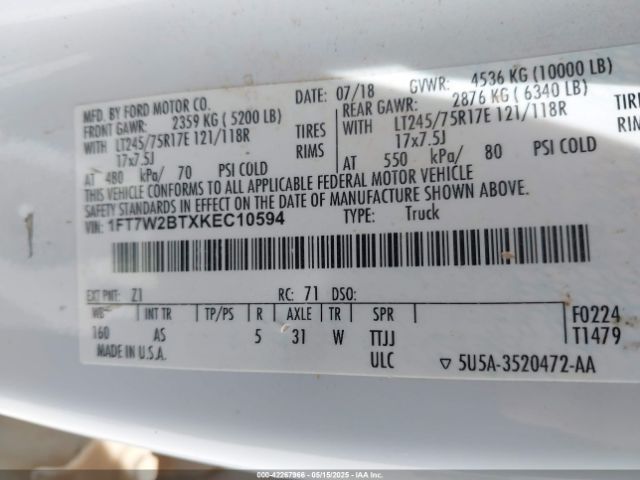 MFD. BY FORD MOTOR CO. DATE: 07/18 GVWR: 4536 KG (10000 LB)
FRONT GAWR: 2359 KG ( 5200 LB) REAR GAWR: 2876 KG ( 6340 LB)
WITH LT245/75R17E 121/118R TIRES WITH LT245/75R17E 121/118R TIRE
17x7.5J RIMS 17x7.5J RIM
AT 480 kPa/ 70 PSI COLD AT 550 kPa/ 80 PSI COLD
THIS VEHICLE CONFORMS TO ALL APPLICABLE FEDERAL MOTOR VEHICLE
SAFETY STANDARDS IN EFFECT ON THE DATE OF MANUFACTURE SHOWN ABOVE.
VIN: 1FT7W2BTXKEC10594 TYPE: Truck
EXT PNT: Z1 RC: 71 DSO:
WB INT TR TP/PS R AXLE TR SPR F0224
160 AS 5 31 W TTJJ T1479
MADE IN U.S.A. ULC ▽ 5U5A-3520472-AA
© 42267966 - 05/15/2025 - IAA Inc.